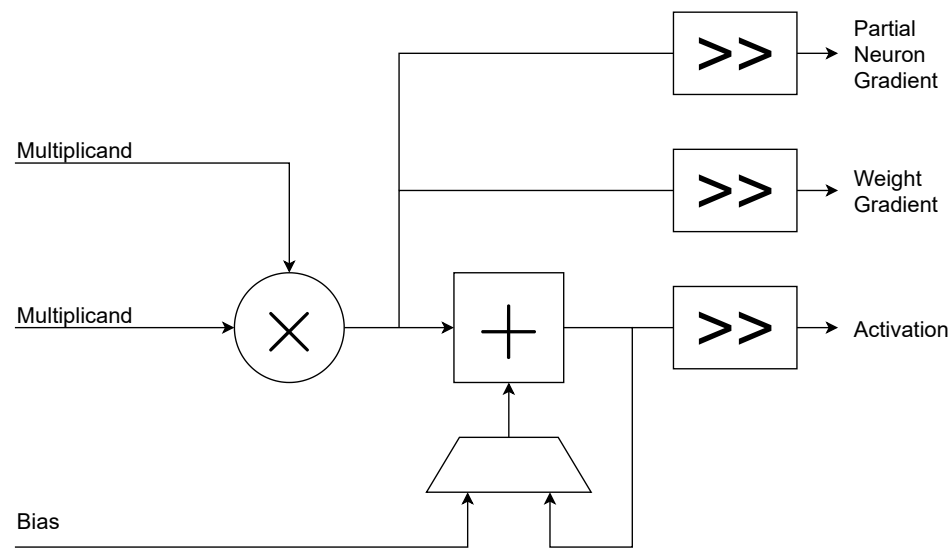 Partial
Neuron
Gradient
>>
Multiplicand
>>
Weight
Gradient
Multiplicand
×
+
>>
Activation
Bias